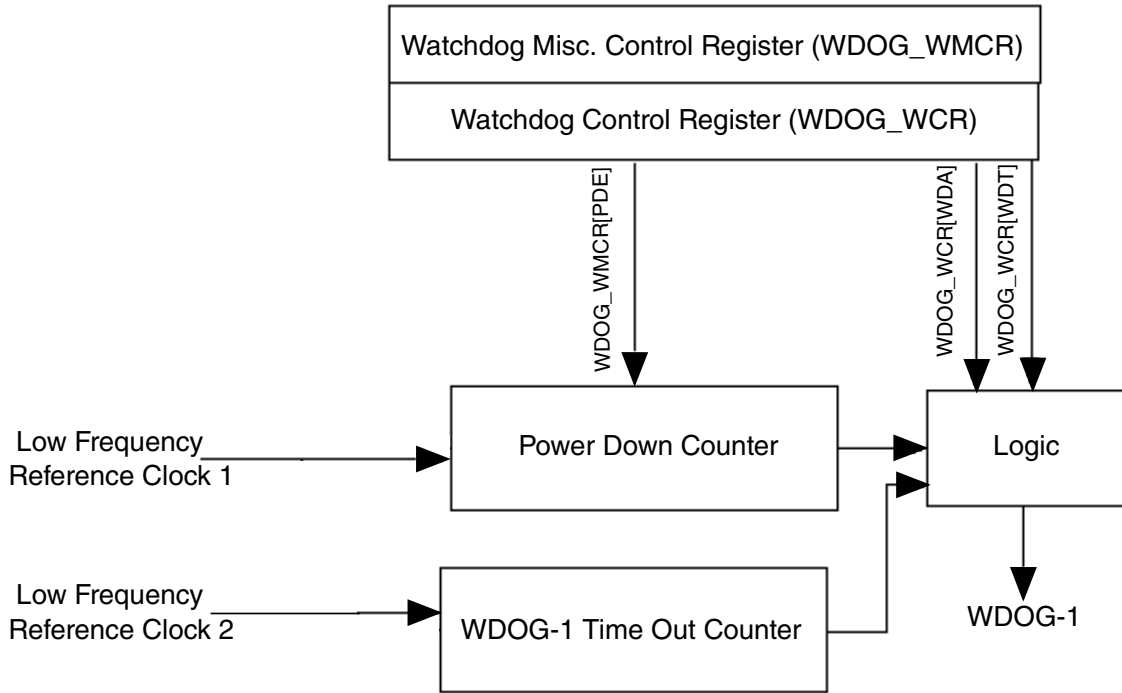 Watchdog Misc. Control Register (WDOG_WMCR)
Watchdog Control Register (WDOG_WCR)
WDOG_WMCR[PDE]
WDOG_WCR[WDA]
WDOG_WCR[WDT]
Low Frequency
Reference Clock 1
Power Down Counter
Logic
Low Frequency
Reference Clock 2
WDOG-1 Time Out Counter
WDOG-1